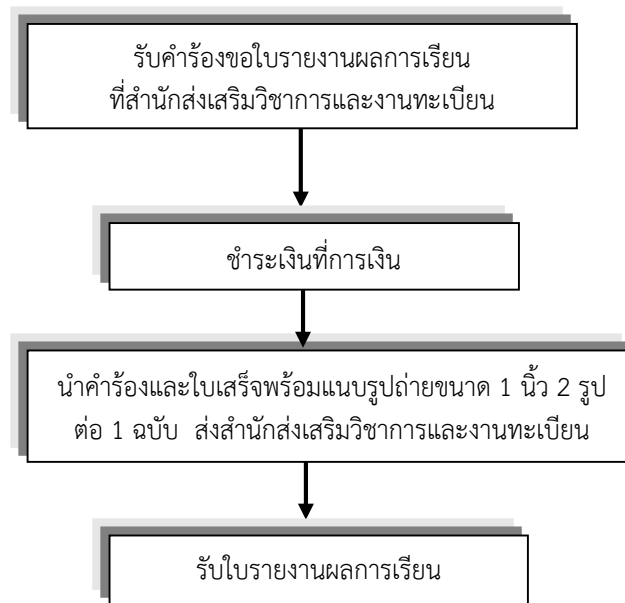 รับคำร้องขอใบรายงานผลการเรียน
ที่สำนักส่งเสริมวิชาการและงานทะเบียน
ชำระเงินที่การเงิน
นำคำร้องและใบเสร็จพร้อมแนบรูปถ่ายขนาด 1 นิ้ว 2 รูป
ต่อ 1 ฉบับ ส่งสำนักส่งเสริมวิชาการและงานทะเบียน
รับใบรายงานผลการเรียน